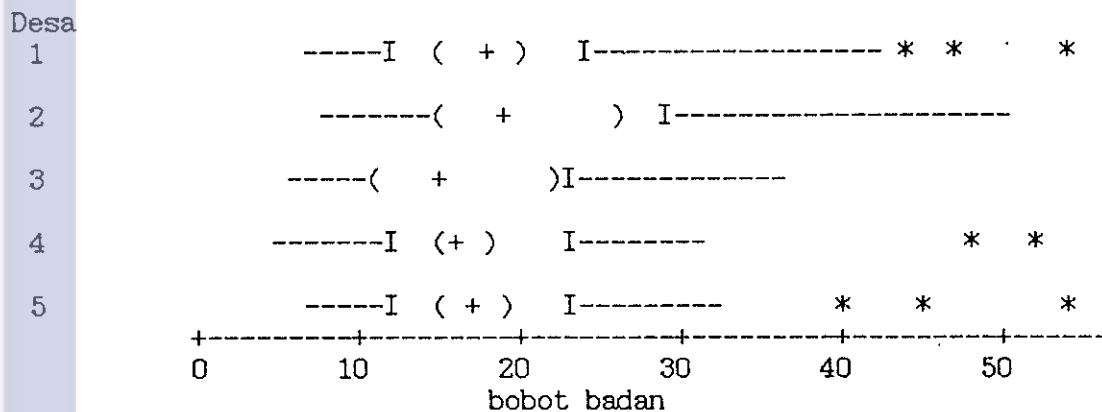 Desa
1 -----I ( + ) I------------------ * * *
2 -------( + ) I---------------------
3 -----( + )I-------------
4 -------I (+ ) I-------- * *
5 -----I ( + ) I--------- * * *
+---------+---------+---------+---------+---------+------
0 10 20 30 40 50
bobot badan